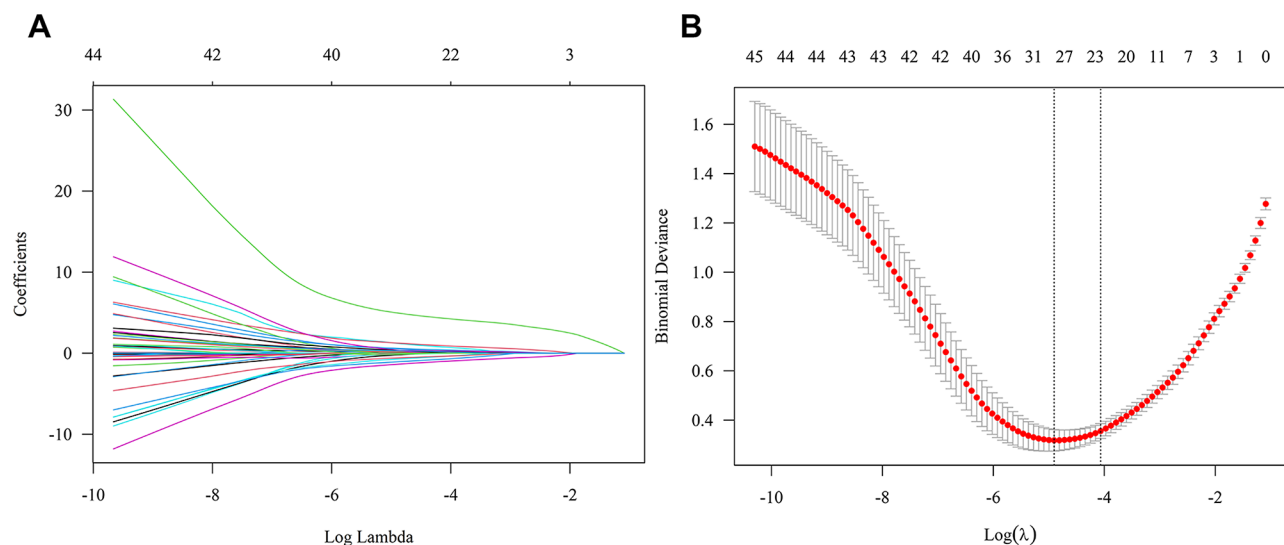 A
44 42 40 22 3
Coefficients
30
20
10
0
-10
-10 -8 -6 -4 -2
Log Lambda
B
45 44 44 43 43 42 42 40 36 31 27 23 20 11 7 3 1 0
Binomial Deviance
1.6
1.4
1.2
1.0
0.8
0.6
0.4
-10 -8 -6 -4 -2
Log(λ)